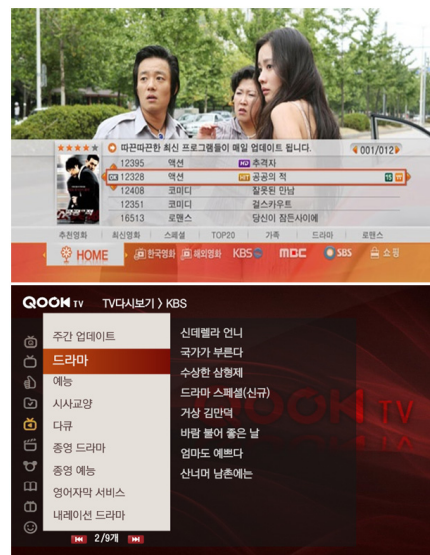 ★★★★★ 따끈따끈한 최신 프로그램들이 매일 업데이트 됩니다. 001/012
12395 액션 HD 추격자
OK 12328 액션 HIT 공공의 적 15
12408 코미디 잘못된 만남
12351 코미디 걸스카우트
16513 로맨스 당신이 잠든사이에
추천영화 최신영화 스페셜 TOP20 가족 드라마 로맨스
HOME 한국영화 해외영화 KBS MBC SBS 쇼핑
QOOK TV TV다시보기 > KBS
주간 업데이트
드라마
예능
시사교양
다큐
종영 드라마
종영 예능
영어자막 서비스
내레이션 드라마
2/9개
신데렐라 언니
국가가 부른다
수상한 삼형제
드라마 스페셜(신규)
거상 김만덕
바람 불어 좋은 날
엄마도 예쁘다
산너머 남촌에는
QOOK TV